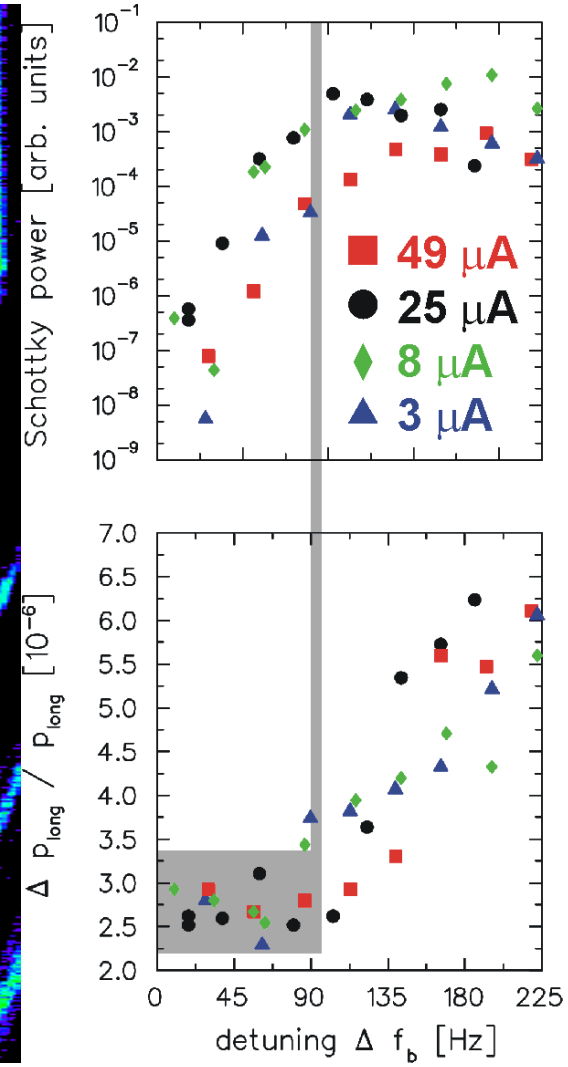 Schottky power [arb. units]
10⁻¹
10⁻²
10⁻³
10⁻⁴
10⁻⁵
10⁻⁶
10⁻⁷
10⁻⁸
10⁻⁹
49 μA
25 μA
8 μA
3 μA
Δ p_long / p_long [10⁻⁶]
7.0
6.5
6.0
5.5
5.0
4.5
4.0
3.5
3.0
2.5
2.0
0 45 90 135 180 225
detuning Δ f_b [Hz]